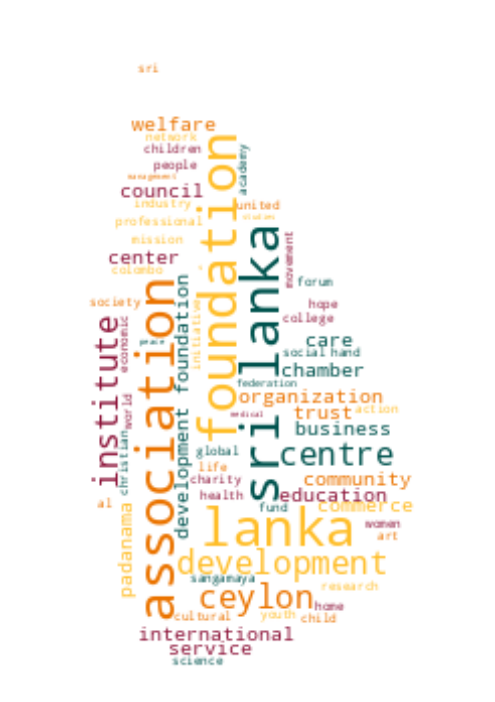 sri
welfare
network
children
people
management
council
industry
professional
mission
center
colombo
society
academy
united
studies
foundation
sri lanka
movement
forum
hope
college
care
social hand
chamber
federation
organization
trust
action
business
medical
centre
institute
economic
world
christian
association
peace
development foundation
initiative
global
life
charity
health
community
education
fund
commerce
al
padanama
lanka
women
art
development
sangamaya
research
ceylon
home
cultural
youth
child
international
service
science